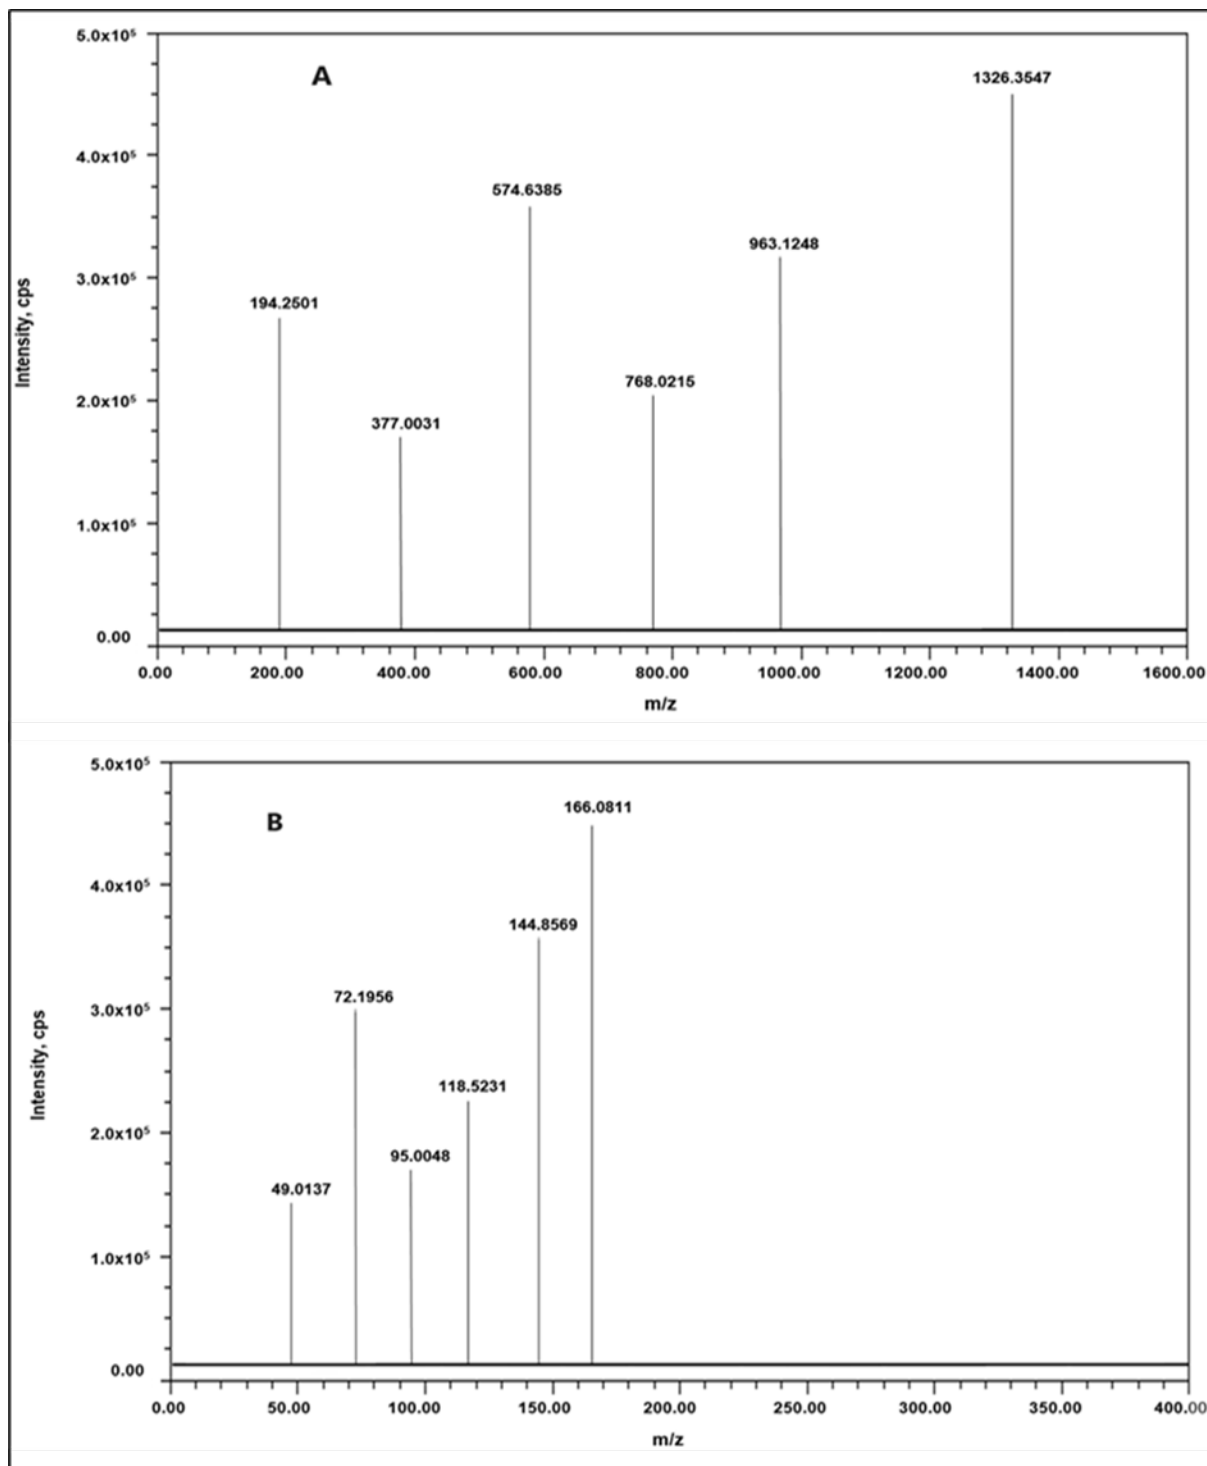 5.0x10⁵
A
1326.3547
4.0x10⁵
574.6385
963.1248
3.0x10⁵
194.2501
768.0215
377.0031
2.0x10⁵
1.0x10⁵
0.00
Intensity, cps
0.00 200.00 400.00 600.00 800.00 1000.00 1200.00 1400.00 1600.00
m/z
5.0x10⁵
B
166.0811
4.0x10⁵
144.8569
72.1956
3.0x10⁵
118.5231
2.0x10⁵
95.0048
49.0137
1.0x10⁵
0.00
Intensity, cps
0.00 50.00 100.00 150.00 200.00 250.00 300.00 350.00 400.00
m/z